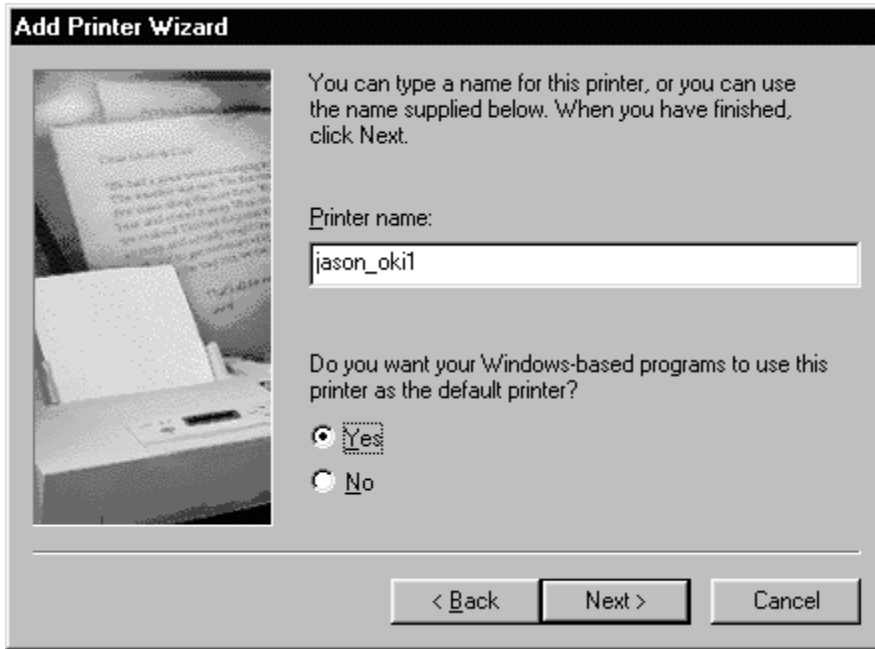 Add Printer Wizard
You can type a name for this printer, or you can use
the name supplied below. When you have finished,
click Next.
Printer name:
jason_oki1
Do you want your Windows-based programs to use this
printer as the default printer?
Yes
No
< Back
Next >
Cancel